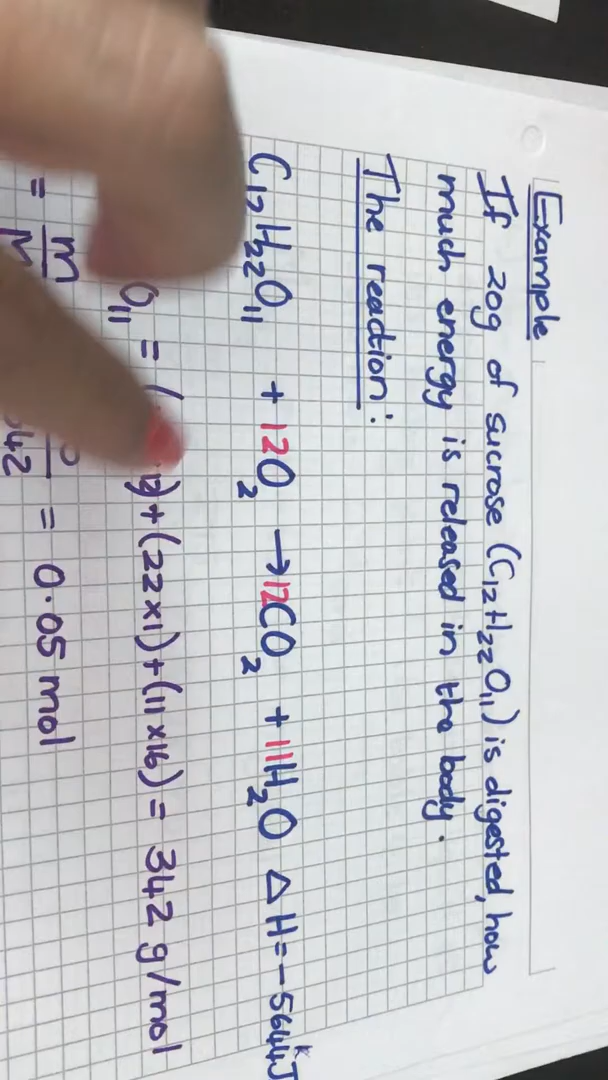 Example
If 20g of sucrose (C₁₂H₂₂O₁₁) is digested, how
much energy is released in the body.
The reaction:
C₁₂H₂₂O₁₁ + 12O₂ → 12CO₂ + 11H₂O ΔH = -5644kJ
O₁₁ = ( )+(22×1)+(11×16) = 342 g/mol
= m = 0.05 mol